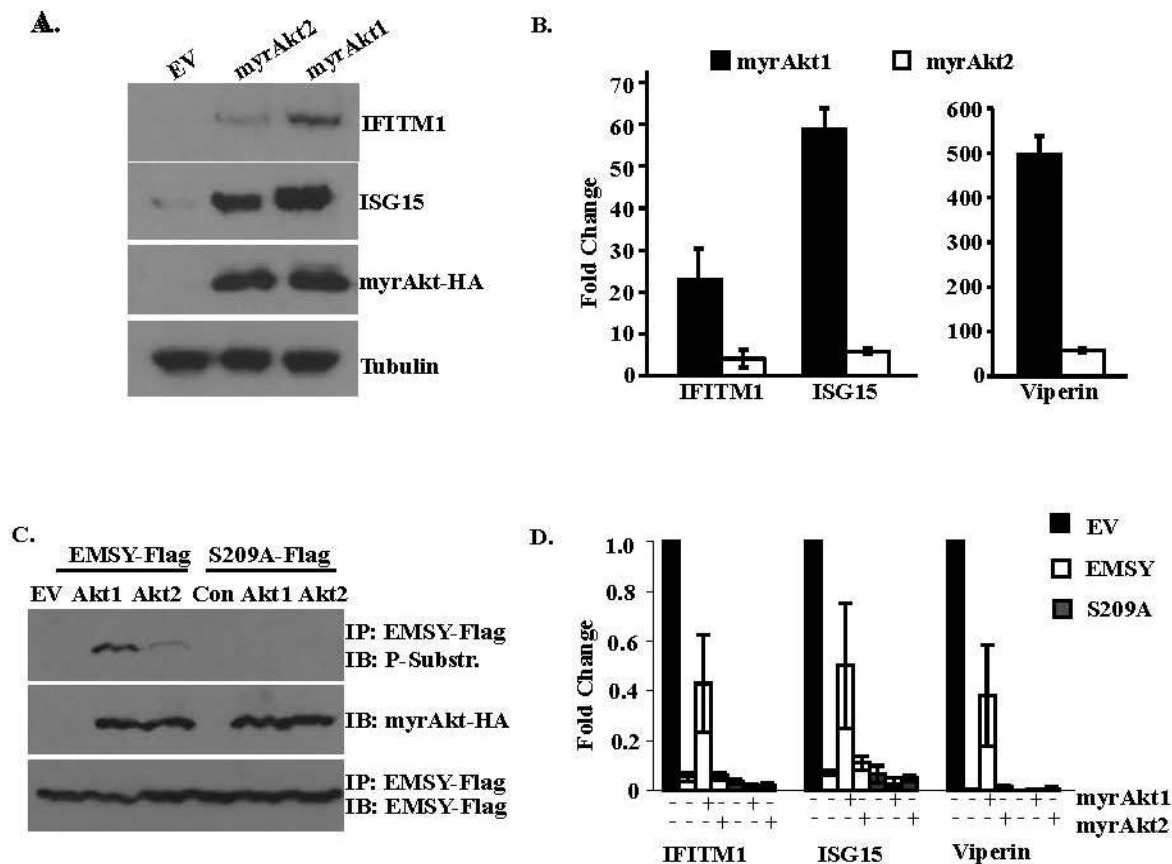 A.
EV myrAkt2 myrAkt1
IFITM1
ISG15
myrAkt-HA
Tubulin
B.
myrAkt1 myrAkt2
Fold Change
70
60
50
40
30
20
10
0
IFITM1 ISG15
600
500
400
300
200
100
0
Viperin
C.
EMSY-Flag S209A-Flag
EV Akt1 Akt2 Con Akt1 Akt2
IP: EMSY-Flag
IB: P-Substr.
IB: myrAkt-HA
IP: EMSY-Flag
IB: EMSY-Flag
D.
EV
EMSY
S209A
Fold Change
1.0
0.8
0.6
0.4
0.2
0
- - + - - + - - - + - - + - - - + - - + - myrAkt1
- - - + - - + - - - + - - + - - - + - - + myrAkt2
IFITM1 ISG15 Viperin